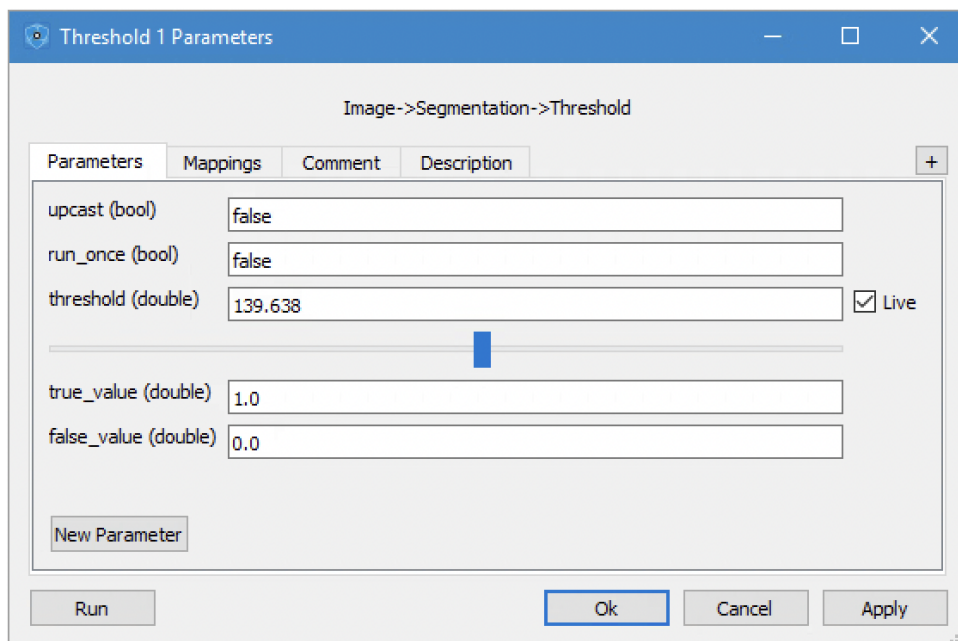 Threshold 1 Parameters
Image->Segmentation->Threshold
Parameters Mappings Comment Description +
upcast (bool) false
run_once (bool) false
threshold (double) 139.638 Live
true_value (double) 1.0
false_value (double) 0.0
New Parameter
Run Ok Cancel Apply